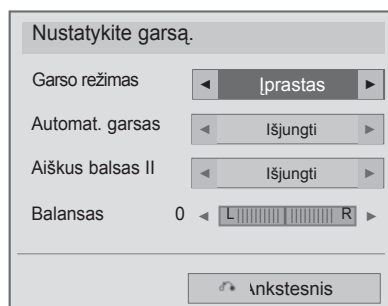 Nustatykite garsą.
Garso režimas ◄ Įprastas ►
Automat. garsas ◄ Išjungti ►
Aiškus balsas II ◄ Išjungti ►
Balansas 0 ◄ L R ►
Ankstesnis